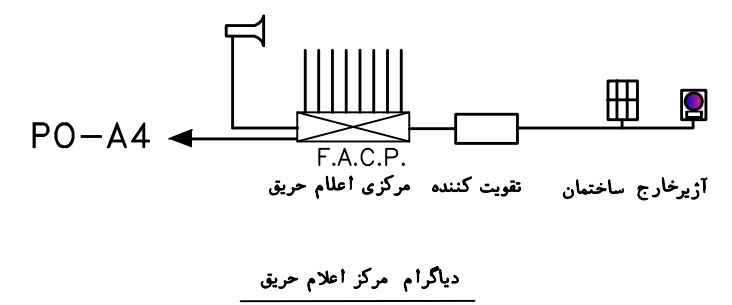 PO-A4
F.A.C.P.
مرکزی اعلام حریق
تقویت کننده
آژیرخارج ساختمان
دیاگرام مرکز اعلام حریق